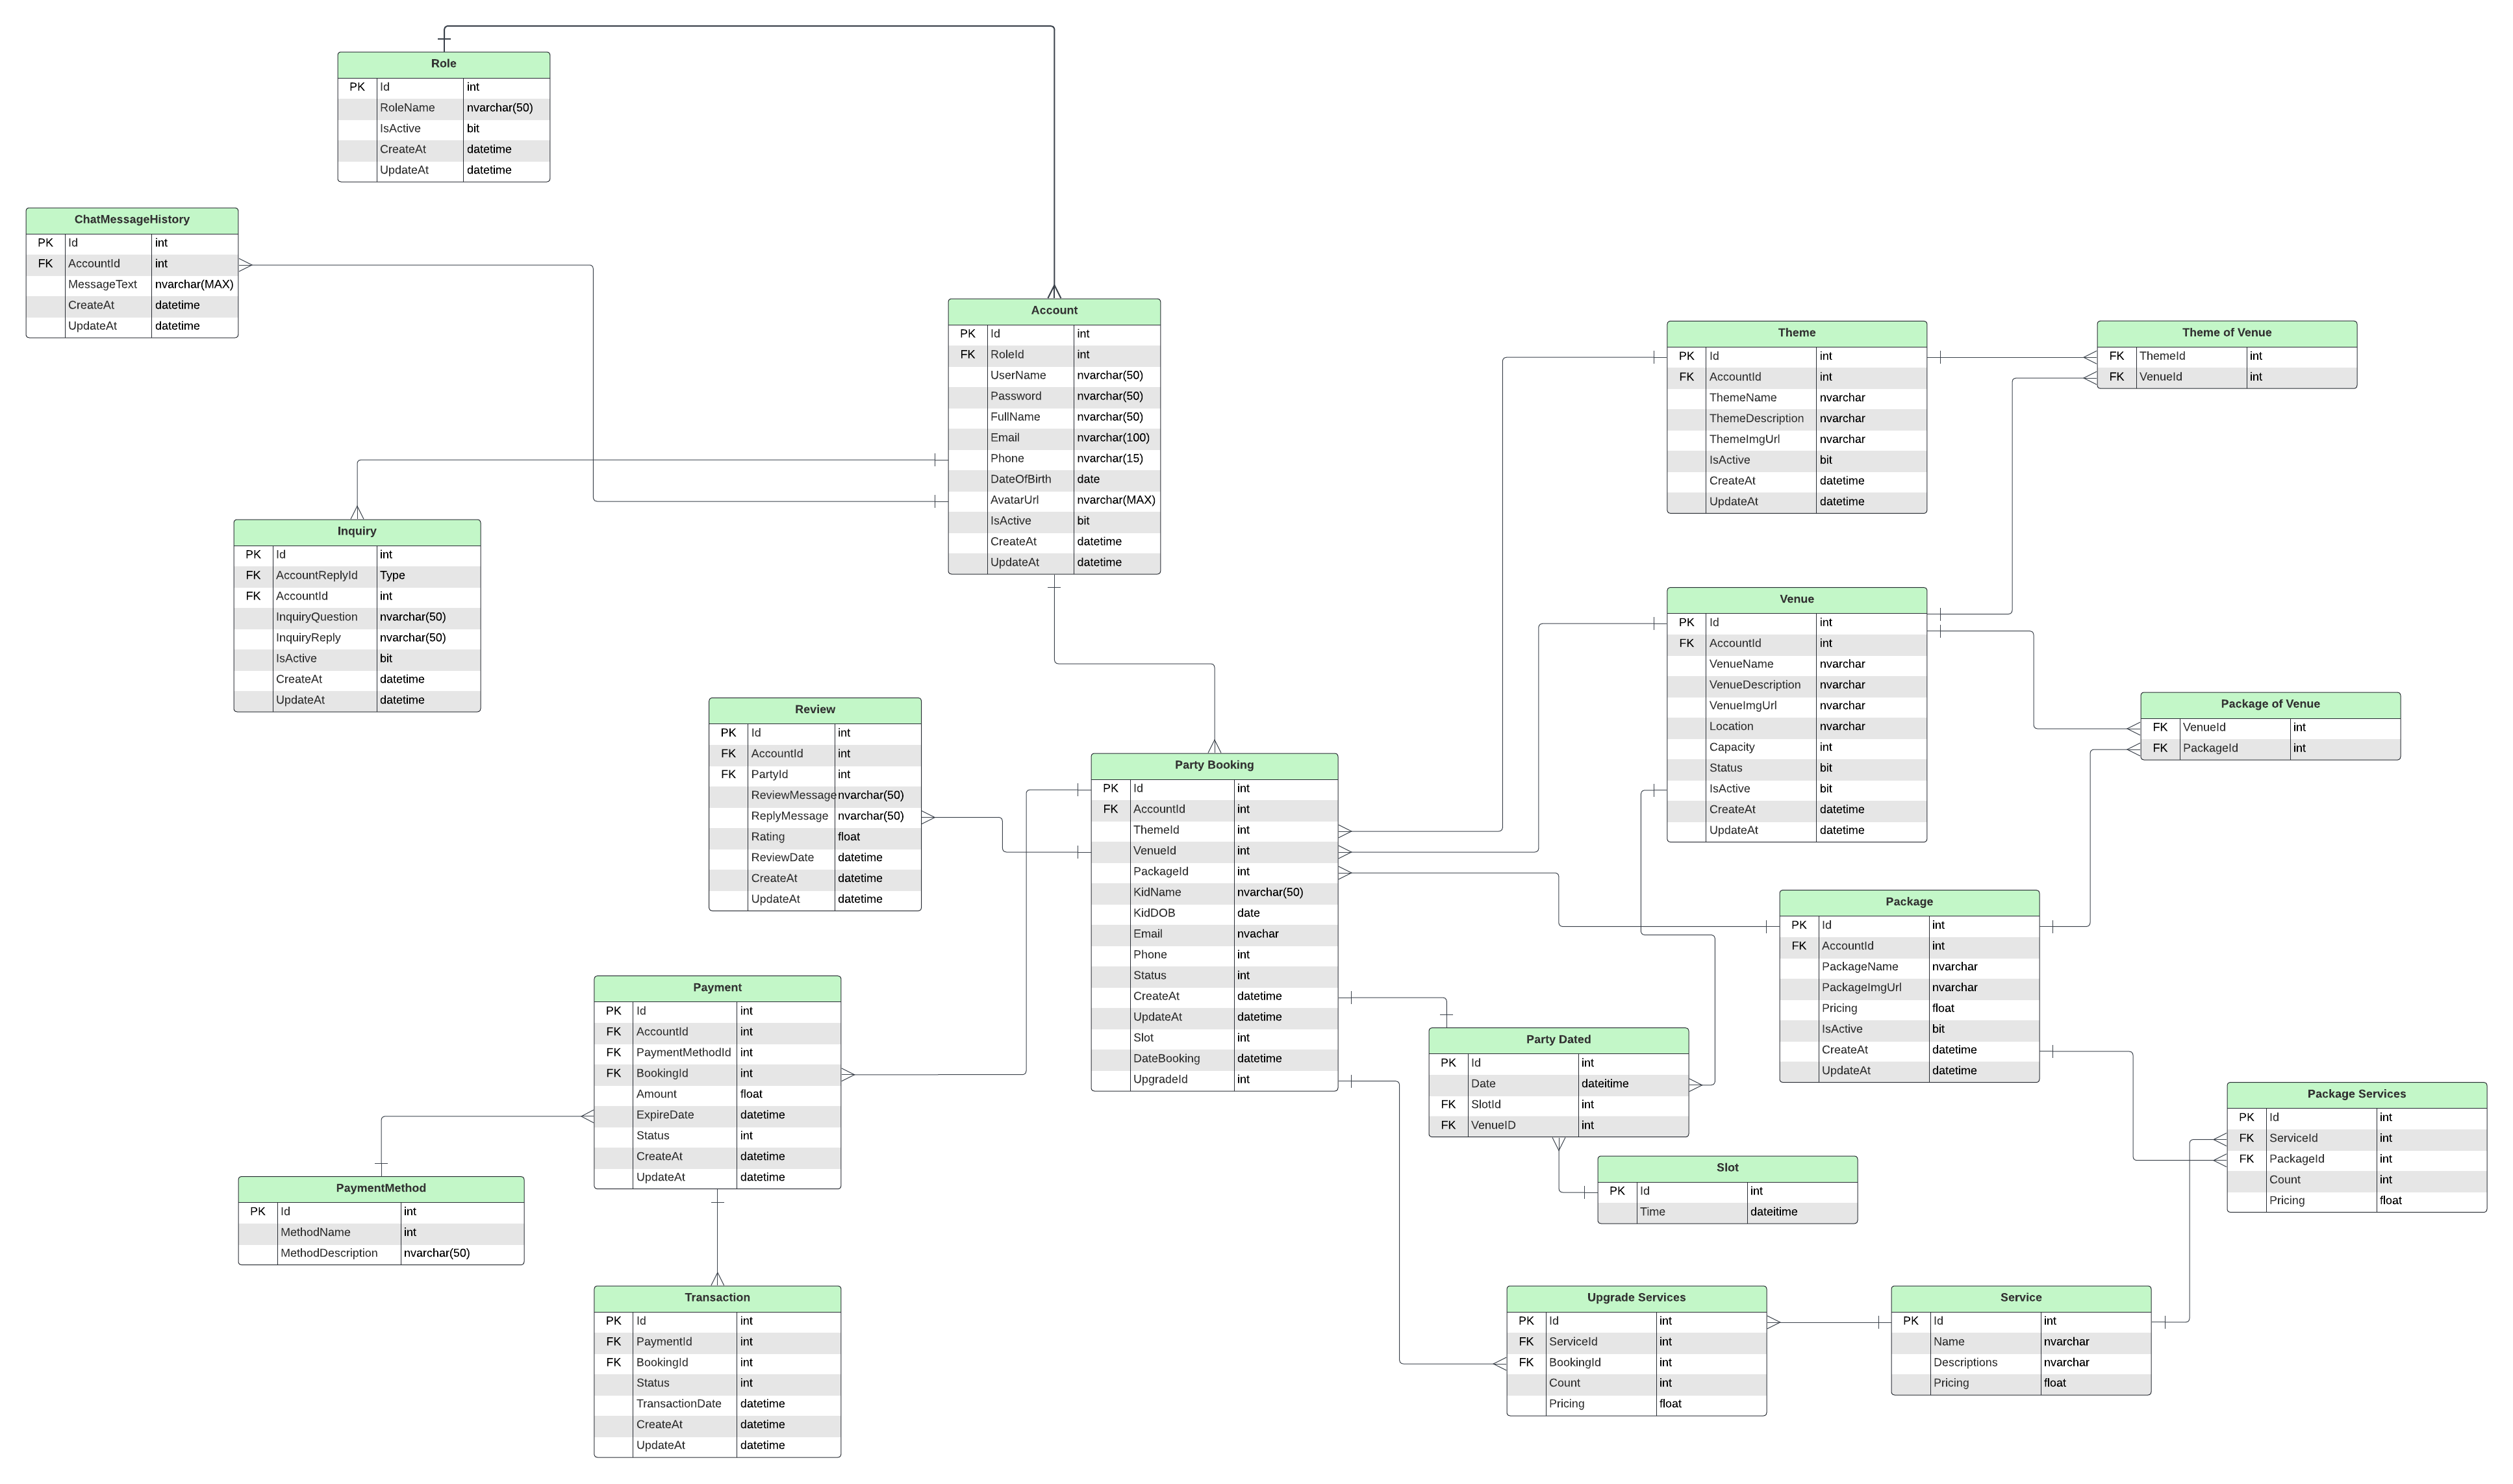 Role
PK Id int
RoleName nvarchar(50)
IsActive bit
CreateAt datetime
UpdateAt datetime
ChatMessageHistory
PK Id int
FK AccountId int
MessageText nvarchar(MAX)
CreateAt datetime
UpdateAt datetime
Account
PK Id int
FK RoleId int
UserName nvarchar(50)
Password nvarchar(50)
FullName nvarchar(50)
Email nvarchar(100)
Phone nvarchar(15)
DateOfBirth date
AvatarUrl nvarchar(MAX)
IsActive bit
CreateAt datetime
UpdateAt datetime
Theme
PK Id int
FK AccountId int
ThemeName nvarchar
ThemeDescription nvarchar
ThemeImgUrl nvarchar
IsActive bit
CreateAt datetime
UpdateAt datetime
Theme of Venue
FK ThemeId int
FK VenueId int
Inquiry
PK Id int
FK AccountReplyId Type
FK AccountId int
InquiryQuestion nvarchar(50)
InquiryReply nvarchar(50)
IsActive bit
CreateAt datetime
UpdateAt datetime
Venue
PK Id int
FK AccountId int
VenueName nvarchar
VenueDescription nvarchar
VenueImgUrl nvarchar
Location nvarchar
Capacity int
Status bit
IsActive bit
CreateAt datetime
UpdateAt datetime
Package of Venue
FK VenueId int
FK PackageId int
Review
PK Id int
FK AccountId int
FK PartyId int
ReviewMessage nvarchar(50)
ReplyMessage nvarchar(50)
Rating float
ReviewDate datetime
CreateAt datetime
UpdateAt datetime
Party Booking
PK Id int
FK AccountId int
ThemeId int
VenueId int
PackageId int
KidName nvarchar(50)
KidDOB date
Email nvachar
Phone int
Status int
CreateAt datetime
UpdateAt datetime
Slot int
DateBooking datetime
UpgradeId int
Package
PK Id int
FK AccountId int
PackageName nvarchar
PackageImgUrl nvarchar
Pricing float
IsActive bit
CreateAt datetime
UpdateAt datetime
Payment
PK Id int
FK AccountId int
FK PaymentMethodId int
FK BookingId int
Amount float
ExpireDate datetime
Status int
CreateAt datetime
UpdateAt datetime
Party Dated
PK Id int
Date dateitime
FK SlotId int
FK VenueID int
Package Services
PK Id int
FK ServiceId int
FK PackageId int
Count int
Pricing float
Slot
PK Id int
Time dateitime
PaymentMethod
PK Id int
MethodName int
MethodDescription nvarchar(50)
Transaction
PK Id int
FK PaymentId int
FK BookingId int
Status int
TransactionDate datetime
CreateAt datetime
UpdateAt datetime
Upgrade Services
PK Id int
FK ServiceId int
FK BookingId int
Count int
Pricing float
Service
PK Id int
Name nvarchar
Descriptions nvarchar
Pricing float